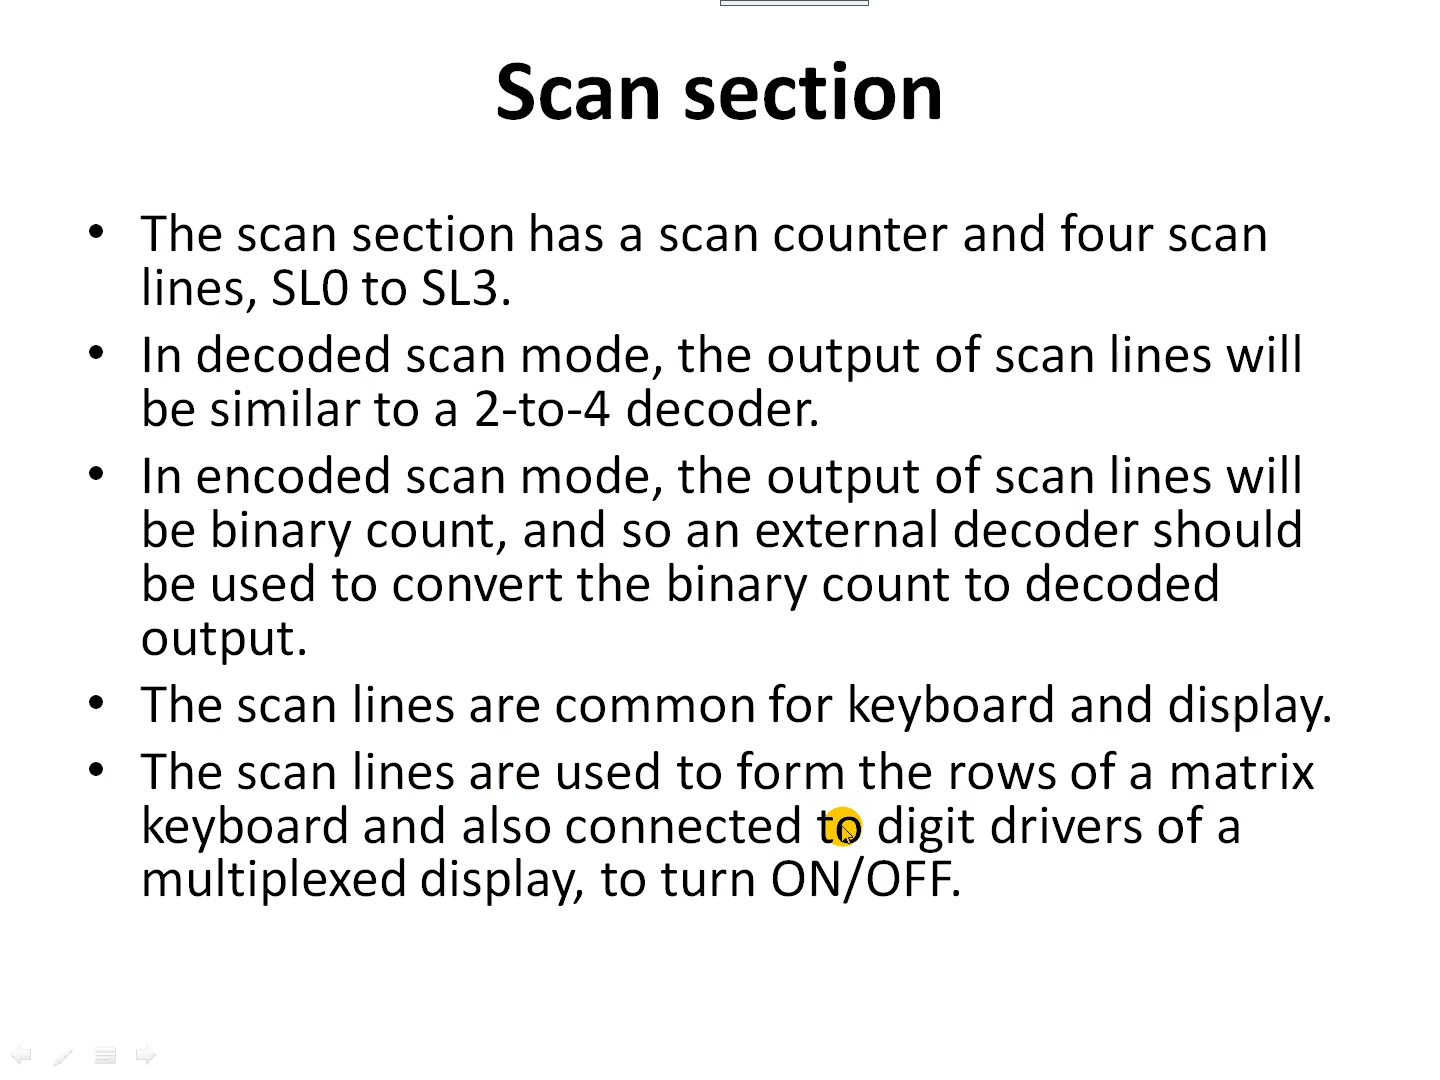 Scan section
• The scan section has a scan counter and four scan
lines, SL0 to SL3.
• In decoded scan mode, the output of scan lines will
be similar to a 2-to-4 decoder.
• In encoded scan mode, the output of scan lines will
be binary count, and so an external decoder should
be used to convert the binary count to decoded
output.
• The scan lines are common for keyboard and display.
• The scan lines are used to form the rows of a matrix
keyboard and also connected to digit drivers of a
multiplexed display, to turn ON/OFF.